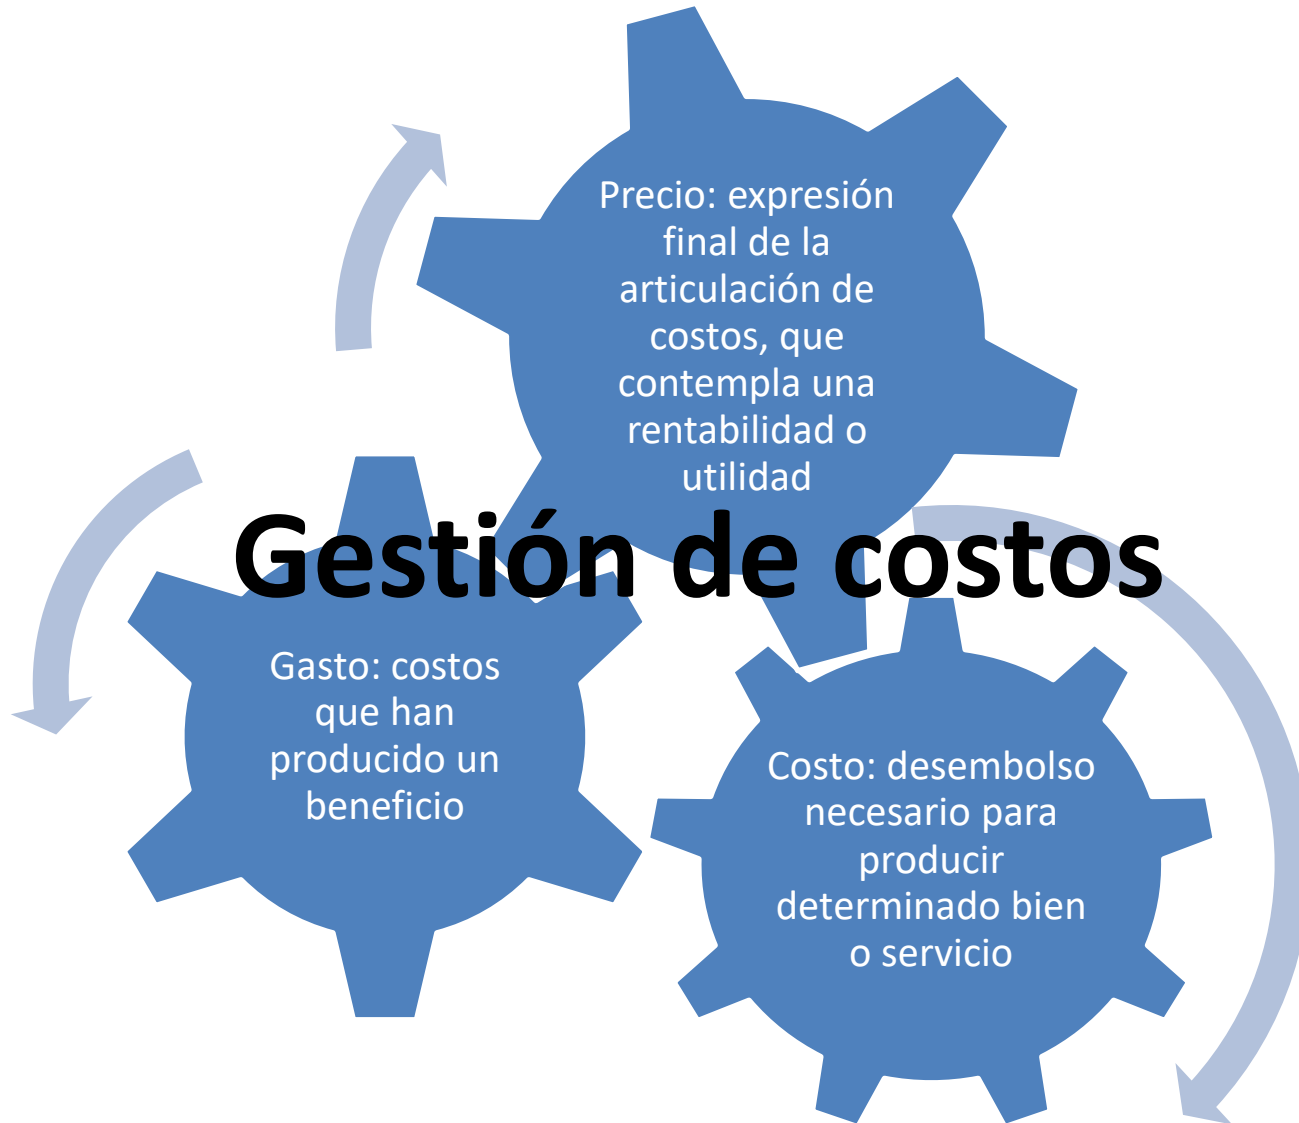 Precio: expresión
final de la
articulación de
costos, que
contempla una
rentabilidad o
utilidad
Gestión de costos
Gasto: costos
que han
producido un
beneficio
Costo: desembolso
necesario para
producir
determinado bien
o servicio